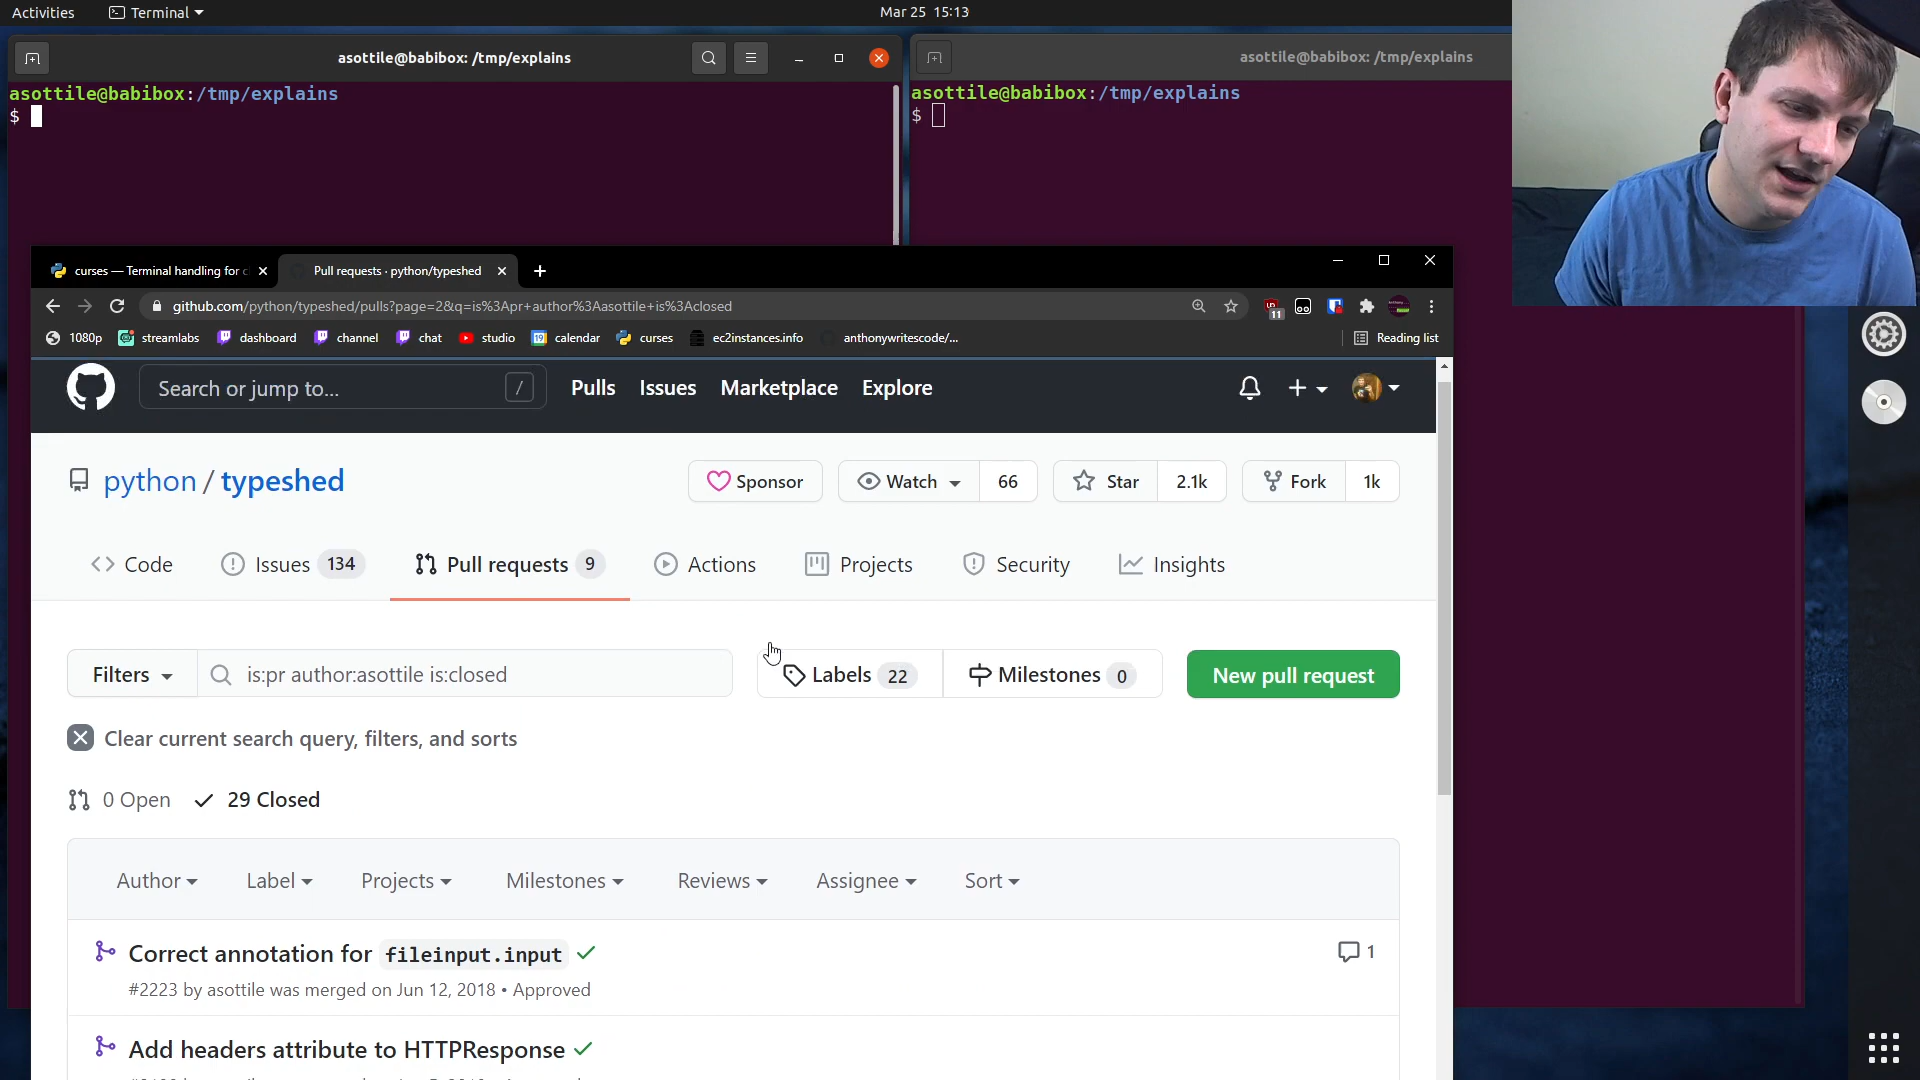 Activities Terminal Mar 25 15:13
asottile@babibox: /tmp/explains
asottile@babibox: /tmp/explains
asottile@babibox:/tmp/explains
$
asottile@babibox:/tmp/explains
$
curses — Terminal handling for c
Pull requests · python/typeshed
github.com/python/typeshed/pulls?page=2&q=is%3Apr+author%3Aasottile+is%3Aclosed
11
1080p streamlabs dashboard channel chat studio calendar curses ec2instances.info anthonywritescode/... Reading list
Search or jump to... / Pulls Issues Marketplace Explore
python / typeshed Sponsor Watch 66 Star 2.1k Fork 1k
Code Issues 134 Pull requests 9 Actions Projects Security Insights
Filters is:pr author:asottile is:closed Labels 22 Milestones 0 New pull request
Clear current search query, filters, and sorts
0 Open 29 Closed
Author Label Projects Milestones Reviews Assignee Sort
Correct annotation for fileinput.input 1
#2223 by asottile was merged on Jun 12, 2018 • Approved
Add headers attribute to HTTPResponse